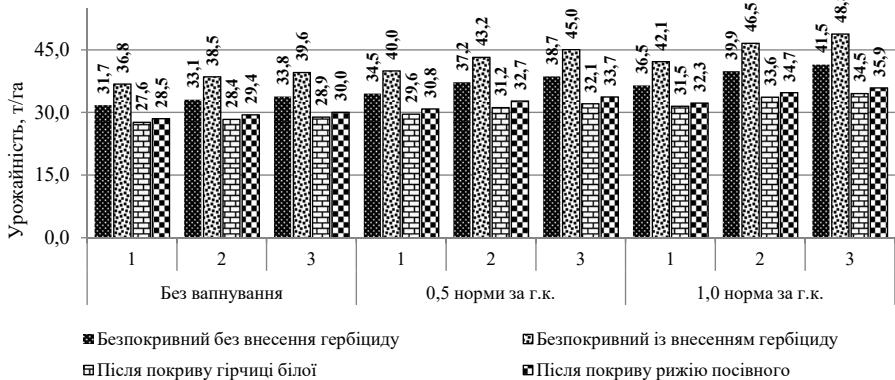 Урожайність, т/га
45,0
30,0
15,0
0,0
31,7 36,8 27,6 28,5 33,1 38,5 28,4 29,4 33,8 39,6 28,9 30,0 34,5 40,0 29,6 30,8 37,2 43,2 31,2 32,7 38,7 45,0 32,1 33,7 36,5 42,1 31,5 32,3 39,9 46,5 33,6 34,7 41,5 34,5 35,9
1 2 3 1 2 3 1 2 3
Без вапнування 0,5 норми за г.к. 1,0 норма за г.к.
Безпокривний без внесення гербіциду Безпокривний із внесенням гербіциду
Після покриву гірчиці білої Після покриву рижію посівного